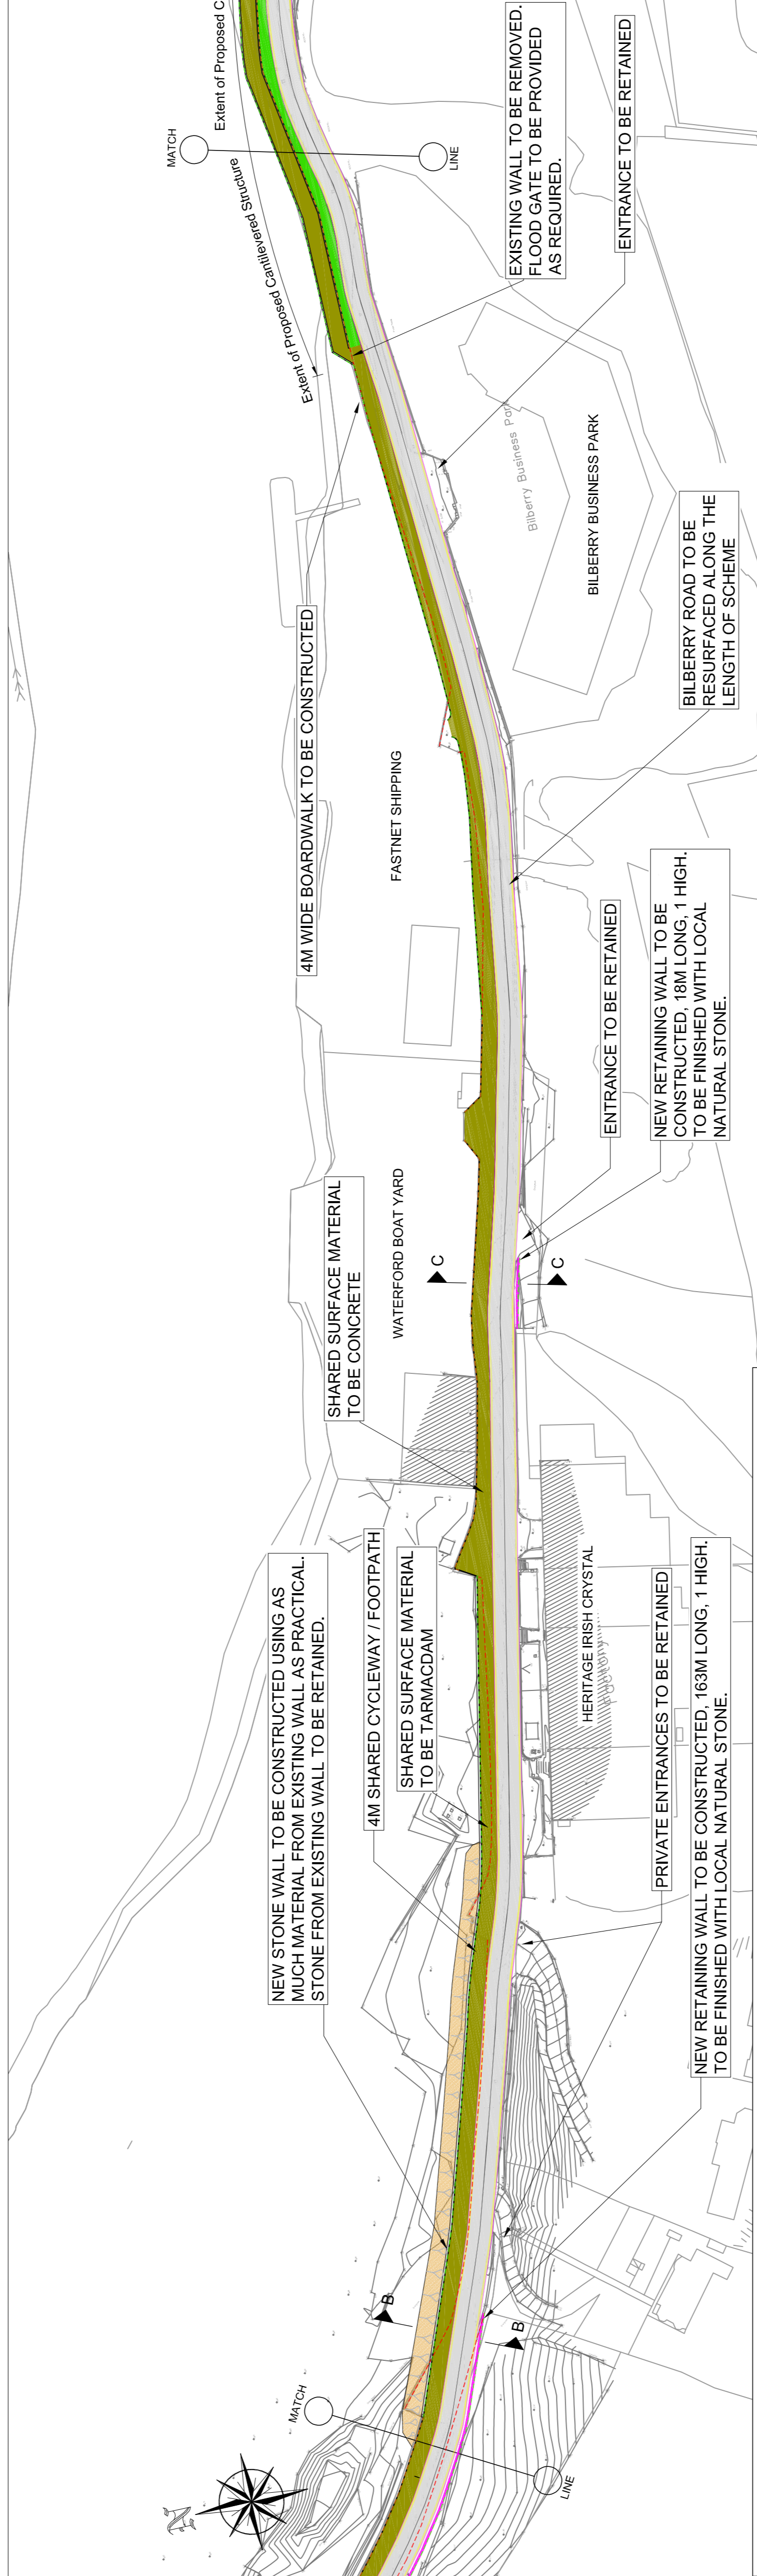 MATCH
LINE
Extent of Proposed C
Extent of Proposed Cantilevered Structure
EXISTING WALL TO BE REMOVED.
FLOOD GATE TO BE PROVIDED
AS REQUIRED.
ENTRANCE TO BE RETAINED
4M WIDE BOARDWALK TO BE CONSTRUCTED
Bilberry Business Park
BILBERRY BUSINESS PARK
BILBERRY ROAD TO BE
RESURFACED ALONG THE
LENGTH OF SCHEME
FASTNET SHIPPING
ENTRANCE TO BE RETAINED
NEW RETAINING WALL TO BE
CONSTRUCTED, 18M LONG, 1 HIGH.
TO BE FINISHED WITH LOCAL
NATURAL STONE.
WATERFORD BOAT YARD
C
C
SHARED SURFACE MATERIAL
TO BE CONCRETE
NEW STONE WALL TO BE CONSTRUCTED USING AS
MUCH MATERIAL FROM EXISTING WALL AS PRACTICAL.
STONE FROM EXISTING WALL TO BE RETAINED.
4M SHARED CYCLEWAY / FOOTPATH
SHARED SURFACE MATERIAL
TO BE TARMACDAM
HERITAGE IRISH CRYSTAL
Factory
PRIVATE ENTRANCES TO BE RETAINED
NEW RETAINING WALL TO BE CONSTRUCTED, 163M LONG, 1 HIGH.
TO BE FINISHED WITH LOCAL NATURAL STONE.
B
B
MATCH
LINE
N